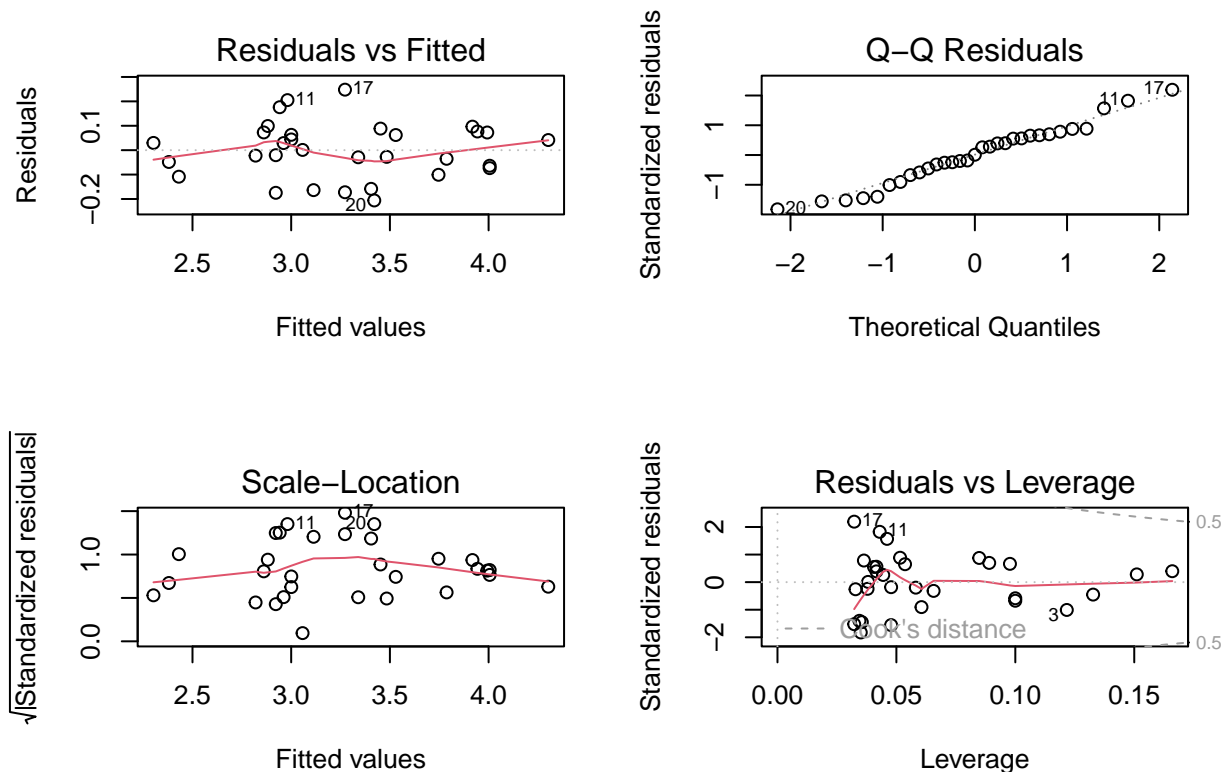 Residuals vs Fitted
Residuals
0.1
−0.2
11
17
20
2.5 3.0 3.5 4.0
Fitted values
Q−Q Residuals
Standardized residuals
1
−1
11
17
20
−2 −1 0 1 2
Theoretical Quantiles
Scale−Location
√|Standardized residuals|
1.0
0.0
17
11
20
2.5 3.0 3.5 4.0
Fitted values
Residuals vs Leverage
Standardized residuals
2
0
−2
17
11
3
Cook's distance
0.5
0.5
0.00 0.05 0.10 0.15
Leverage